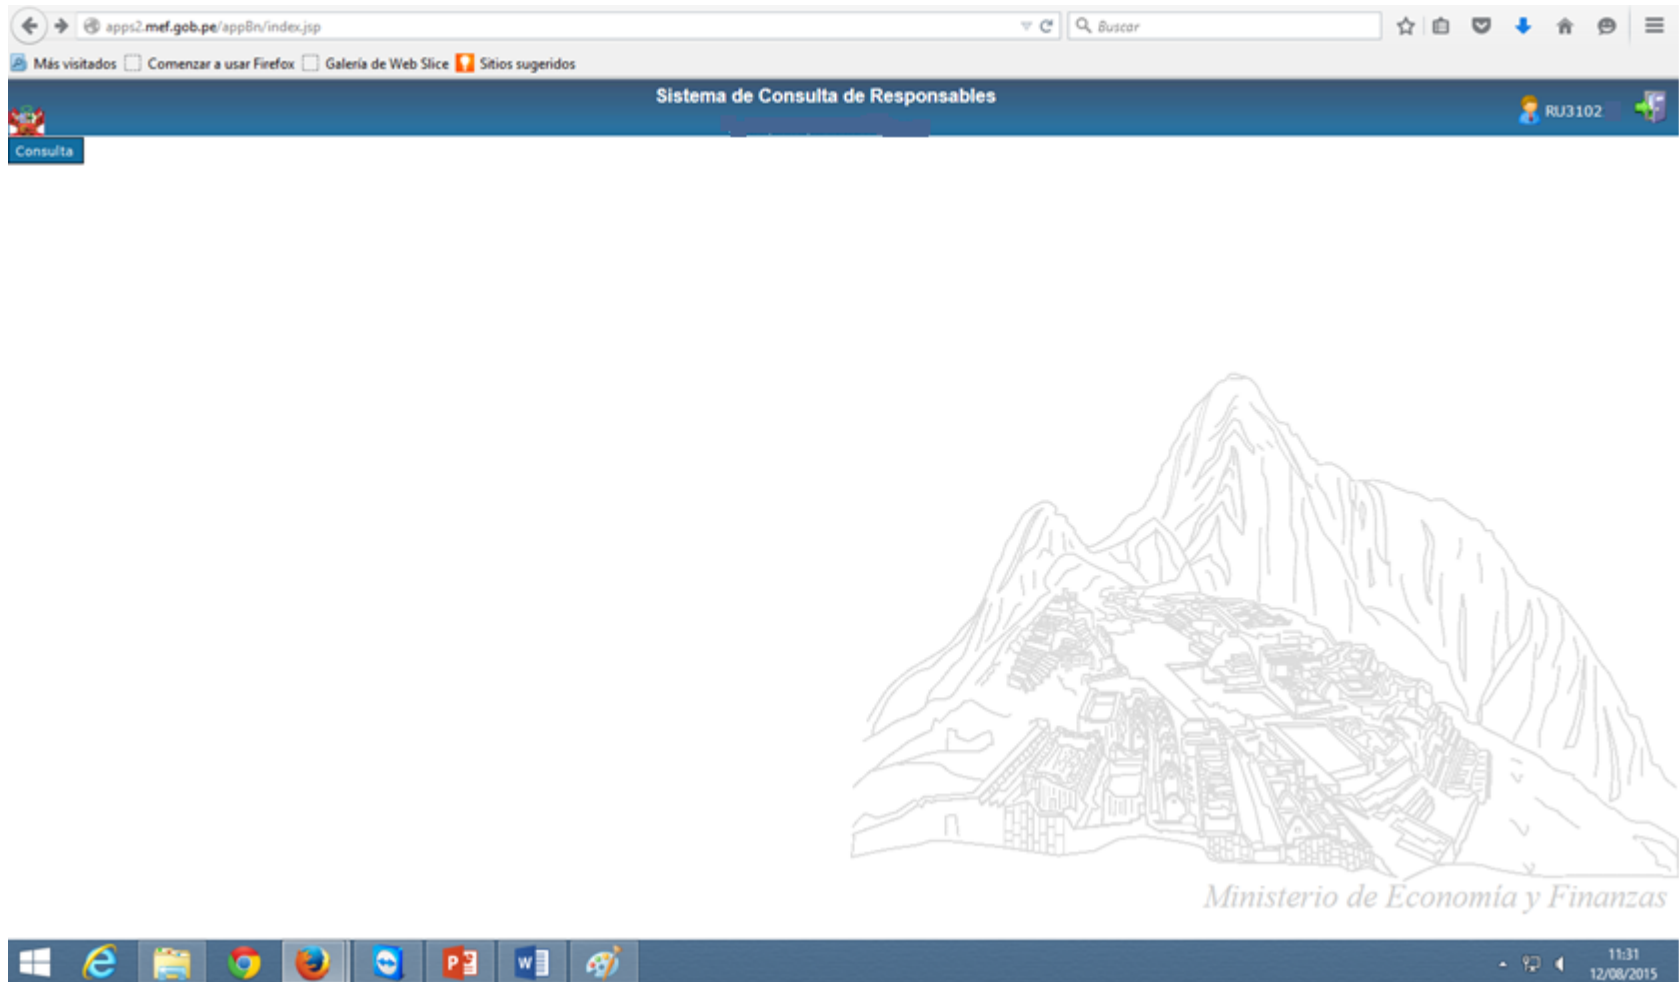 apps2.mef.gob.pe/appBn/index.jsp
Buscar
Más visitados Comenzar a usar Firefox Galería de Web Slice Sitios sugeridos
Sistema de Consulta de Responsables
RU3102
Consulta
Ministerio de Economía y Finanzas
11:31
12/08/2015